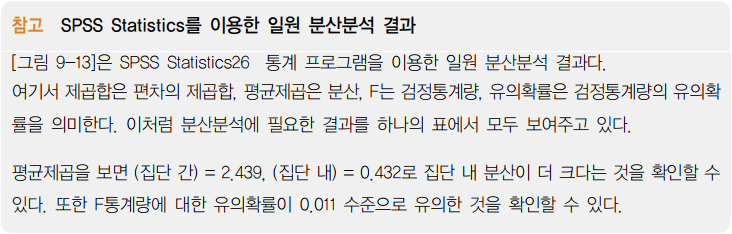 참고 SPSS Statistics를 이용한 일원 분산분석 결과
[그림 9-13]은 SPSS Statistics26 통계 프로그램을 이용한 일원 분산분석 결과다.
여기서 제곱합은 편차의 제곱합, 평균제곱은 분산, F는 검정통계량, 유의확률은 검정통계량의 유의확
률을 의미한다. 이처럼 분산분석에 필요한 결과를 하나의 표에서 모두 보여주고 있다.
평균제곱을 보면 (집단 간) = 2.439, (집단 내) = 0.432로 집단 내 분산이 더 크다는 것을 확인할 수
있다. 또한 F통계량에 대한 유의확률이 0.011 수준으로 유의한 것을 확인할 수 있다.